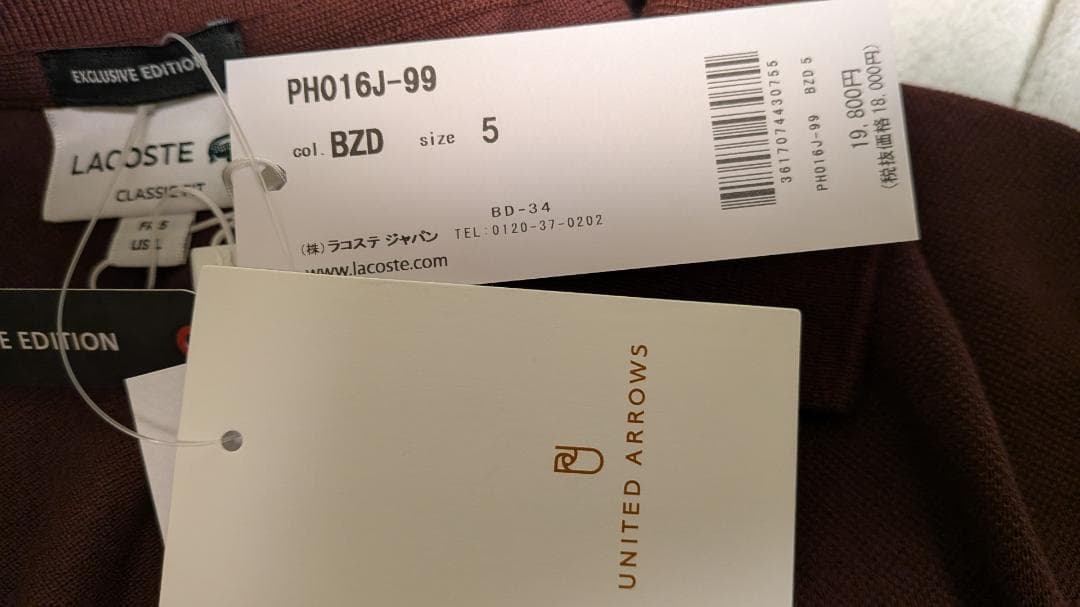 EXCLUSIVE EDITION
LACOSTE
CLASSIC FIT
FR 5
US L
PH016J-99
col. BZD size 5
BD-34
(株)ラコステ ジャパン TEL:0120-37-0202
www.lacoste.com
3617074430755
PH016J-99 BZD 5
19,800円
(税抜価格 18,000円)
E EDITION
UNITED ARROWS